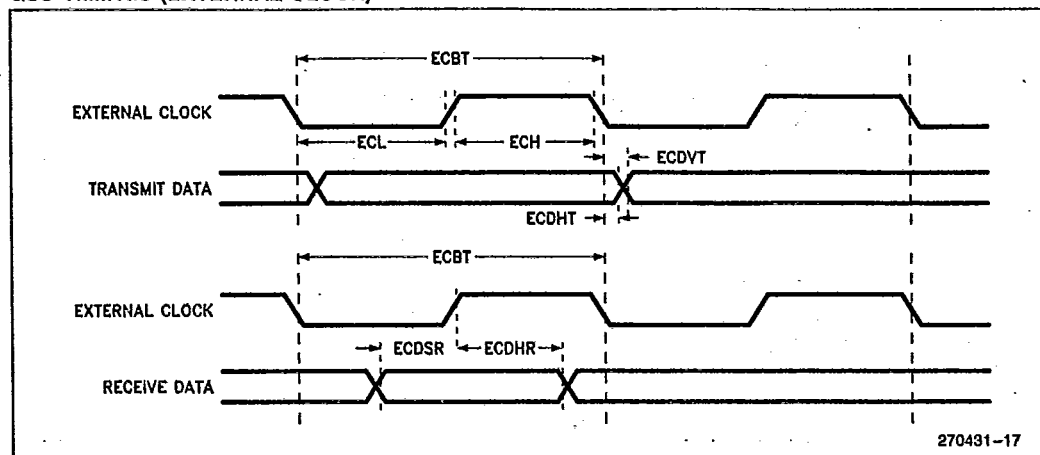 ECBT
EXTERNAL CLOCK
ECL
ECH
ECDVT
TRANSMIT DATA
ECDHT
ECBT
EXTERNAL CLOCK
ECDSR
ECDHR
RECEIVE DATA
270431-17